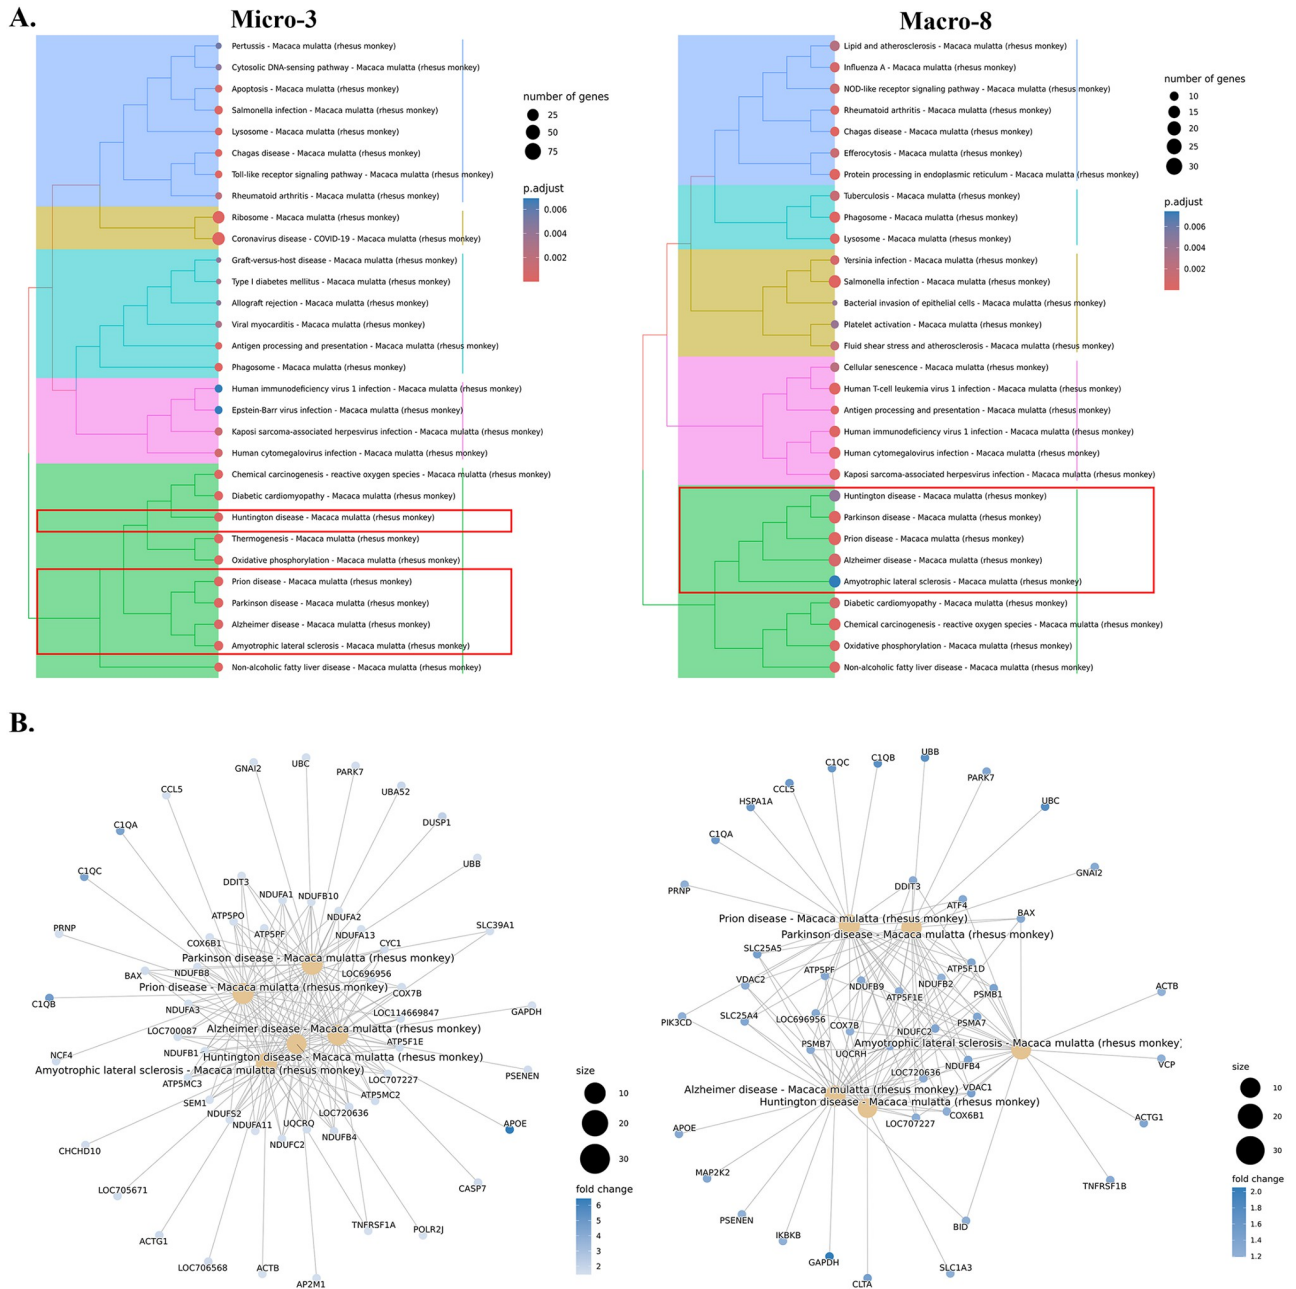 A.
Micro-3
Pertussis - Macaca mulatta (rhesus monkey)
Cytosolic DNA-sensing pathway - Macaca mulatta (rhesus monkey)
Apoptosis - Macaca mulatta (rhesus monkey)
Salmonella infection - Macaca mulatta (rhesus monkey)
Lysosome - Macaca mulatta (rhesus monkey)
Chagas disease - Macaca mulatta (rhesus monkey)
Toll-like receptor signaling pathway - Macaca mulatta (rhesus monkey)
Rheumatoid arthritis - Macaca mulatta (rhesus monkey)
Ribosome - Macaca mulatta (rhesus monkey)
Coronavirus disease - COVID-19 - Macaca mulatta (rhesus monkey)
Graft-versus-host disease - Macaca mulatta (rhesus monkey)
Type I diabetes mellitus - Macaca mulatta (rhesus monkey)
Allograft rejection - Macaca mulatta (rhesus monkey)
Viral myocarditis - Macaca mulatta (rhesus monkey)
Antigen processing and presentation - Macaca mulatta (rhesus monkey)
Phagosome - Macaca mulatta (rhesus monkey)
Human immunodeficiency virus 1 infection - Macaca mulatta (rhesus monkey)
Epstein-Barr virus infection - Macaca mulatta (rhesus monkey)
Kaposi sarcoma-associated herpesvirus infection - Macaca mulatta (rhesus monkey)
Human cytomegalovirus infection - Macaca mulatta (rhesus monkey)
Chemical carcinogenesis - reactive oxygen species - Macaca mulatta (rhesus monkey)
Diabetic cardiomyopathy - Macaca mulatta (rhesus monkey)
Huntington disease - Macaca mulatta (rhesus monkey)
Thermogenesis - Macaca mulatta (rhesus monkey)
Oxidative phosphorylation - Macaca mulatta (rhesus monkey)
Prion disease - Macaca mulatta (rhesus monkey)
Parkinson disease - Macaca mulatta (rhesus monkey)
Alzheimer disease - Macaca mulatta (rhesus monkey)
Amyotrophic lateral sclerosis - Macaca mulatta (rhesus monkey)
Non-alcoholic fatty liver disease - Macaca mulatta (rhesus monkey)
number of genes
25
50
75
p.adjust
0.006
0.004
0.002
Macro-8
Lipid and atherosclerosis - Macaca mulatta (rhesus monkey)
Influenza A - Macaca mulatta (rhesus monkey)
NOD-like receptor signaling pathway - Macaca mulatta (rhesus monkey)
Rheumatoid arthritis - Macaca mulatta (rhesus monkey)
Chagas disease - Macaca mulatta (rhesus monkey)
Efferocytosis - Macaca mulatta (rhesus monkey)
Protein processing in endoplasmic reticulum - Macaca mulatta (rhesus monkey)
Tuberculosis - Macaca mulatta (rhesus monkey)
Phagosome - Macaca mulatta (rhesus monkey)
Lysosome - Macaca mulatta (rhesus monkey)
Yersinia infection - Macaca mulatta (rhesus monkey)
Salmonella infection - Macaca mulatta (rhesus monkey)
Bacterial invasion of epithelial cells - Macaca mulatta (rhesus monkey)
Platelet activation - Macaca mulatta (rhesus monkey)
Fluid shear stress and atherosclerosis - Macaca mulatta (rhesus monkey)
Cellular senescence - Macaca mulatta (rhesus monkey)
Human T-cell leukemia virus 1 infection - Macaca mulatta (rhesus monkey)
Antigen processing and presentation - Macaca mulatta (rhesus monkey)
Human immunodeficiency virus 1 infection - Macaca mulatta (rhesus monkey)
Human cytomegalovirus infection - Macaca mulatta (rhesus monkey)
Kaposi sarcoma-associated herpesvirus infection - Macaca mulatta (rhesus monkey)
Huntington disease - Macaca mulatta (rhesus monkey)
Parkinson disease - Macaca mulatta (rhesus monkey)
Prion disease - Macaca mulatta (rhesus monkey)
Alzheimer disease - Macaca mulatta (rhesus monkey)
Amyotrophic lateral sclerosis - Macaca mulatta (rhesus monkey)
Diabetic cardiomyopathy - Macaca mulatta (rhesus monkey)
Chemical carcinogenesis - reactive oxygen species - Macaca mulatta (rhesus monkey)
Oxidative phosphorylation - Macaca mulatta (rhesus monkey)
Non-alcoholic fatty liver disease - Macaca mulatta (rhesus monkey)
number of genes
10
15
20
25
30
p.adjust
0.006
0.004
0.002
B.
UBC
GNAI2
PARK7
CCL5
UBA52
C1QA
DUSP1
UBB
C1QC
DDIT3
NDUFA1
NDUFB10
ATP5PO
NDUFA2
PRNP
SLC39A1
ATP5PF
NDUFA13
COX6B1
CYC1
Parkinson disease - Macaca mulatta (rhesus monkey)
BAX
NDUFB8
LOC696956
Prion disease - Macaca mulatta (rhesus monkey)
COX7B
C1QB
NDUFA3
LOC114669847
GAPDH
Alzheimer disease - Macaca mulatta (rhesus monkey)
LOC700087
ATP5F1E
NCF4
NDUFB1
Huntington disease - Macaca mulatta (rhesus monkey)
Amyotrophic lateral sclerosis - Macaca mulatta (rhesus monkey)
PSENEN
ATP5MC3
LOC707227
ATP5MC2
SEM1
NDUFS2
LOC720636
NDUFA11
UQCRQ
APOE
NDUFC2
NDUFB4
CHCHD10
LOC705671
CASP7
TNFRSF1A
POLR2J
ACTG1
LOC706568
ACTB
AP2M1
size
10
20
30
fold change
6
5
4
3
2
UBB
C1QB
C1QC
PARK7
CCL5
HSPA1A
UBC
C1QA
GNAI2
PRNP
DDIT3
ATF4
BAX
Prion disease - Macaca mulatta (rhesus monkey)
Parkinson disease - Macaca mulatta (rhesus monkey)
SLC25A5
VDAC2
ATP5PF
ATP5F1D
NDUFB9
NDUFB2
ATP5F1E
PSMB1
ACTB
PIK3CD
SLC25A4
LOC696956
COX7B
NDUFC2
PSMA7
PSMB7
UQCRH
Amyotrophic lateral sclerosis - Macaca mulatta (rhesus monkey)
NDUFB4
VCP
LOC720636
Alzheimer disease - Macaca mulatta (rhesus monkey)
VDAC1
Huntington disease - Macaca mulatta (rhesus monkey)
COX6B1
LOC707227
ACTG1
APOE
MAP2K2
TNFRSF1B
PSENEN
BID
IKBKB
GAPDH
CLTA
SLC1A3
size
10
20
30
fold change
2.0
1.8
1.6
1.4
1.2